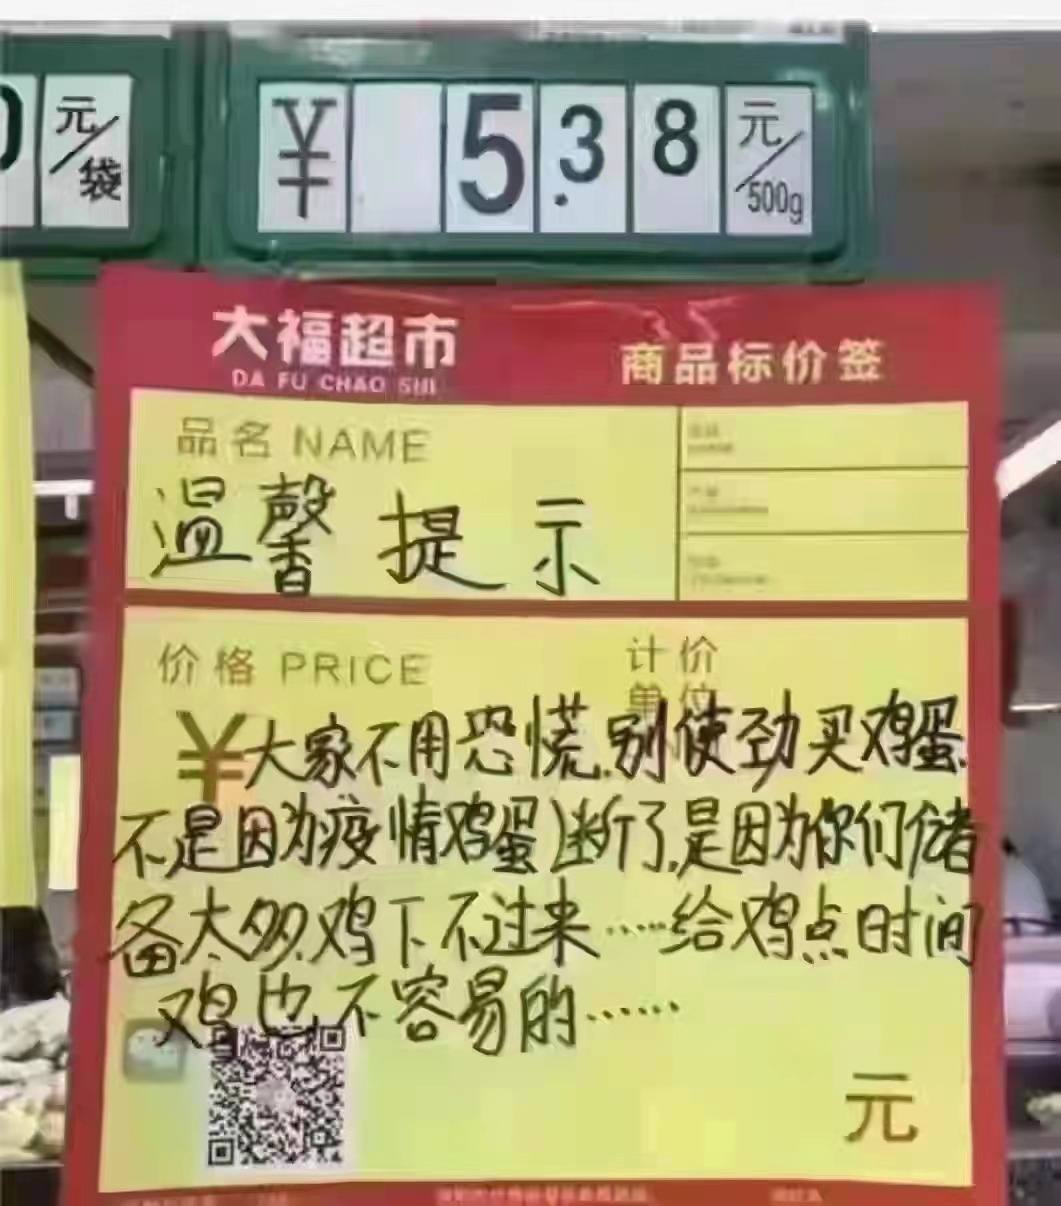 元/袋
¥ 5.38 元/500g
大福超市
DA FU CHAO SHI
商品标价签
品名 NAME
温馨提示
价格 PRICE
计价
单位
¥
大家不用恐慌.别使劲买鸡蛋.
不是因为疫情鸡蛋断了,是因为你们储
备太多,鸡下不过来……给鸡点时间
鸡也不容易的……
元